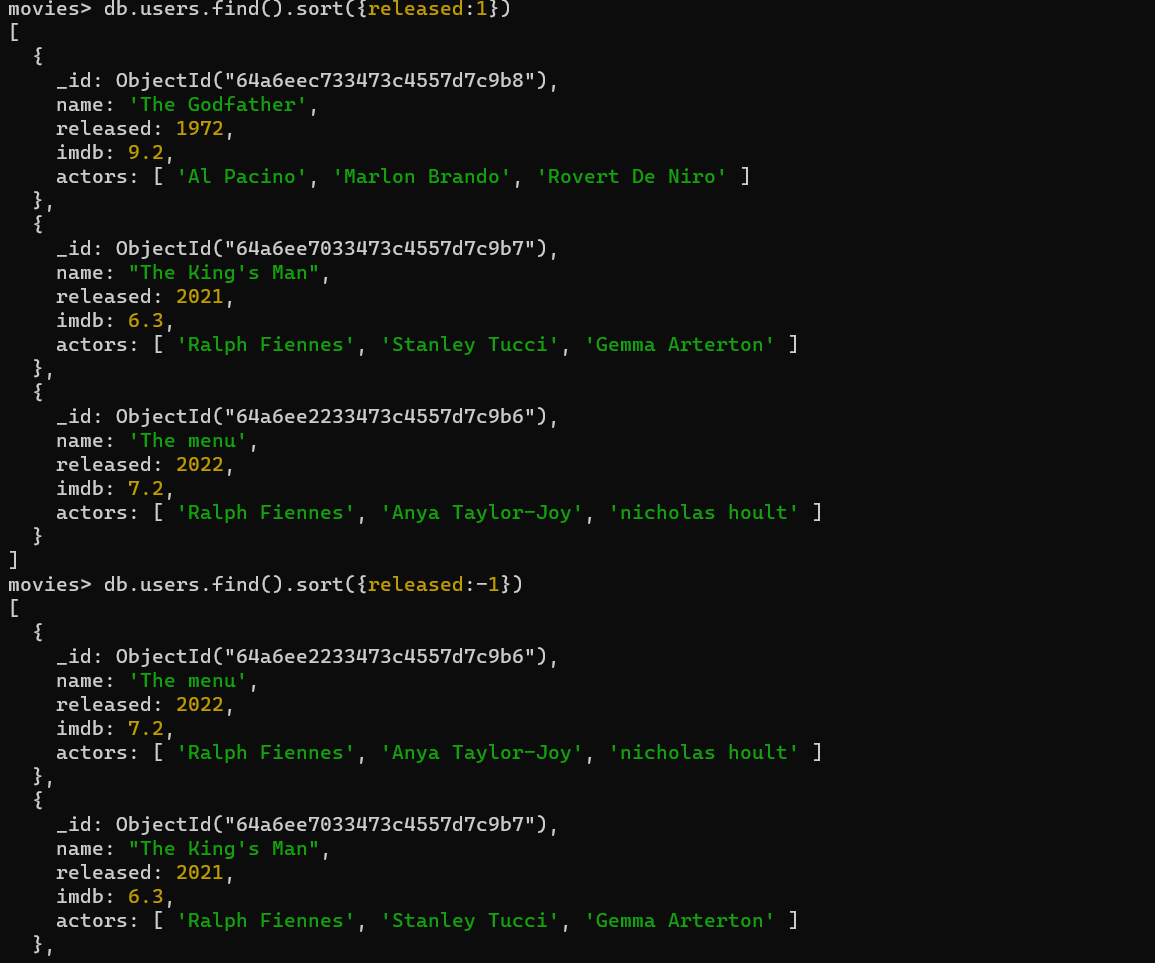 movies> db.users.find().sort({released:1})
[
  {
    _id: ObjectId("64a6eec733473c4557d7c9b8"),
    name: 'The Godfather',
    released: 1972,
    imdb: 9.2,
    actors: [ 'Al Pacino', 'Marlon Brando', 'Rovert De Niro' ]
  },
  {
    _id: ObjectId("64a6ee7033473c4557d7c9b7"),
    name: "The King's Man",
    released: 2021,
    imdb: 6.3,
    actors: [ 'Ralph Fiennes', 'Stanley Tucci', 'Gemma Arterton' ]
  },
  {
    _id: ObjectId("64a6ee2233473c4557d7c9b6"),
    name: 'The menu',
    released: 2022,
    imdb: 7.2,
    actors: [ 'Ralph Fiennes', 'Anya Taylor-Joy', 'nicholas hoult' ]
  }
]
movies> db.users.find().sort({released:-1})
[
  {
    _id: ObjectId("64a6ee2233473c4557d7c9b6"),
    name: 'The menu',
    released: 2022,
    imdb: 7.2,
    actors: [ 'Ralph Fiennes', 'Anya Taylor-Joy', 'nicholas hoult' ]
  },
  {
    _id: ObjectId("64a6ee7033473c4557d7c9b7"),
    name: "The King's Man",
    released: 2021,
    imdb: 6.3,
    actors: [ 'Ralph Fiennes', 'Stanley Tucci', 'Gemma Arterton' ]
  },